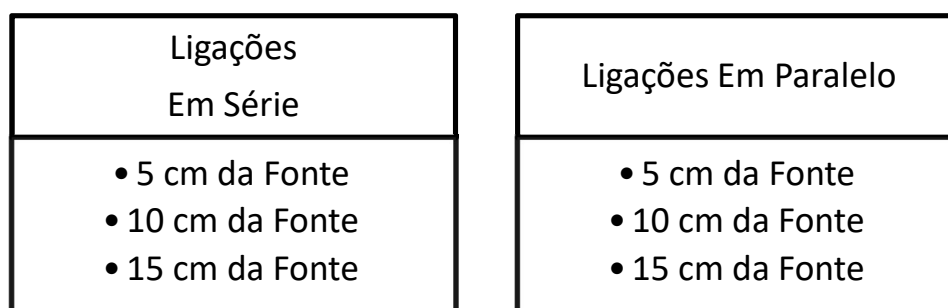 Ligações
Em Série
• 5 cm da Fonte
• 10 cm da Fonte
• 15 cm da Fonte
Ligações Em Paralelo
• 5 cm da Fonte
• 10 cm da Fonte
• 15 cm da Fonte